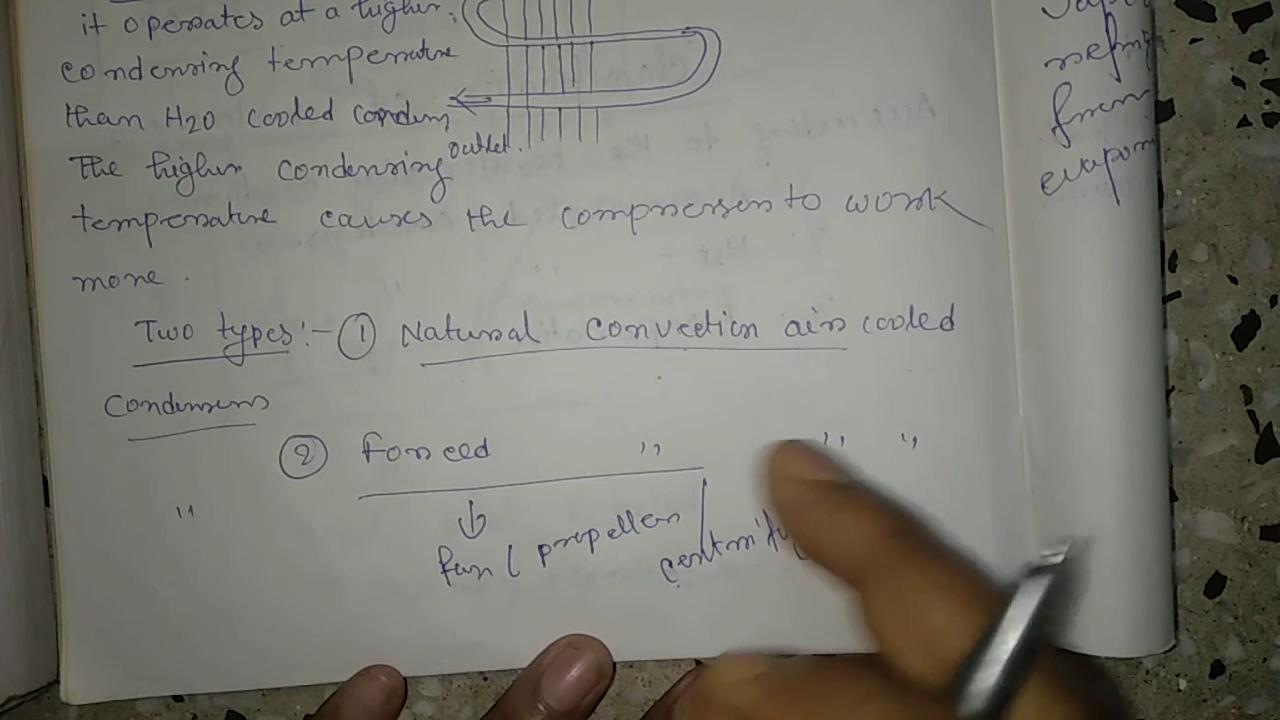 it operates at a higher
condensing temperature
than H2O cooled
The higher condensing
outlet.
temperature causes the compressor to work
more.
Two types:- ① Natural convection air cooled
Condensers
② Forced " " "
"
↓
fan ( propeller /